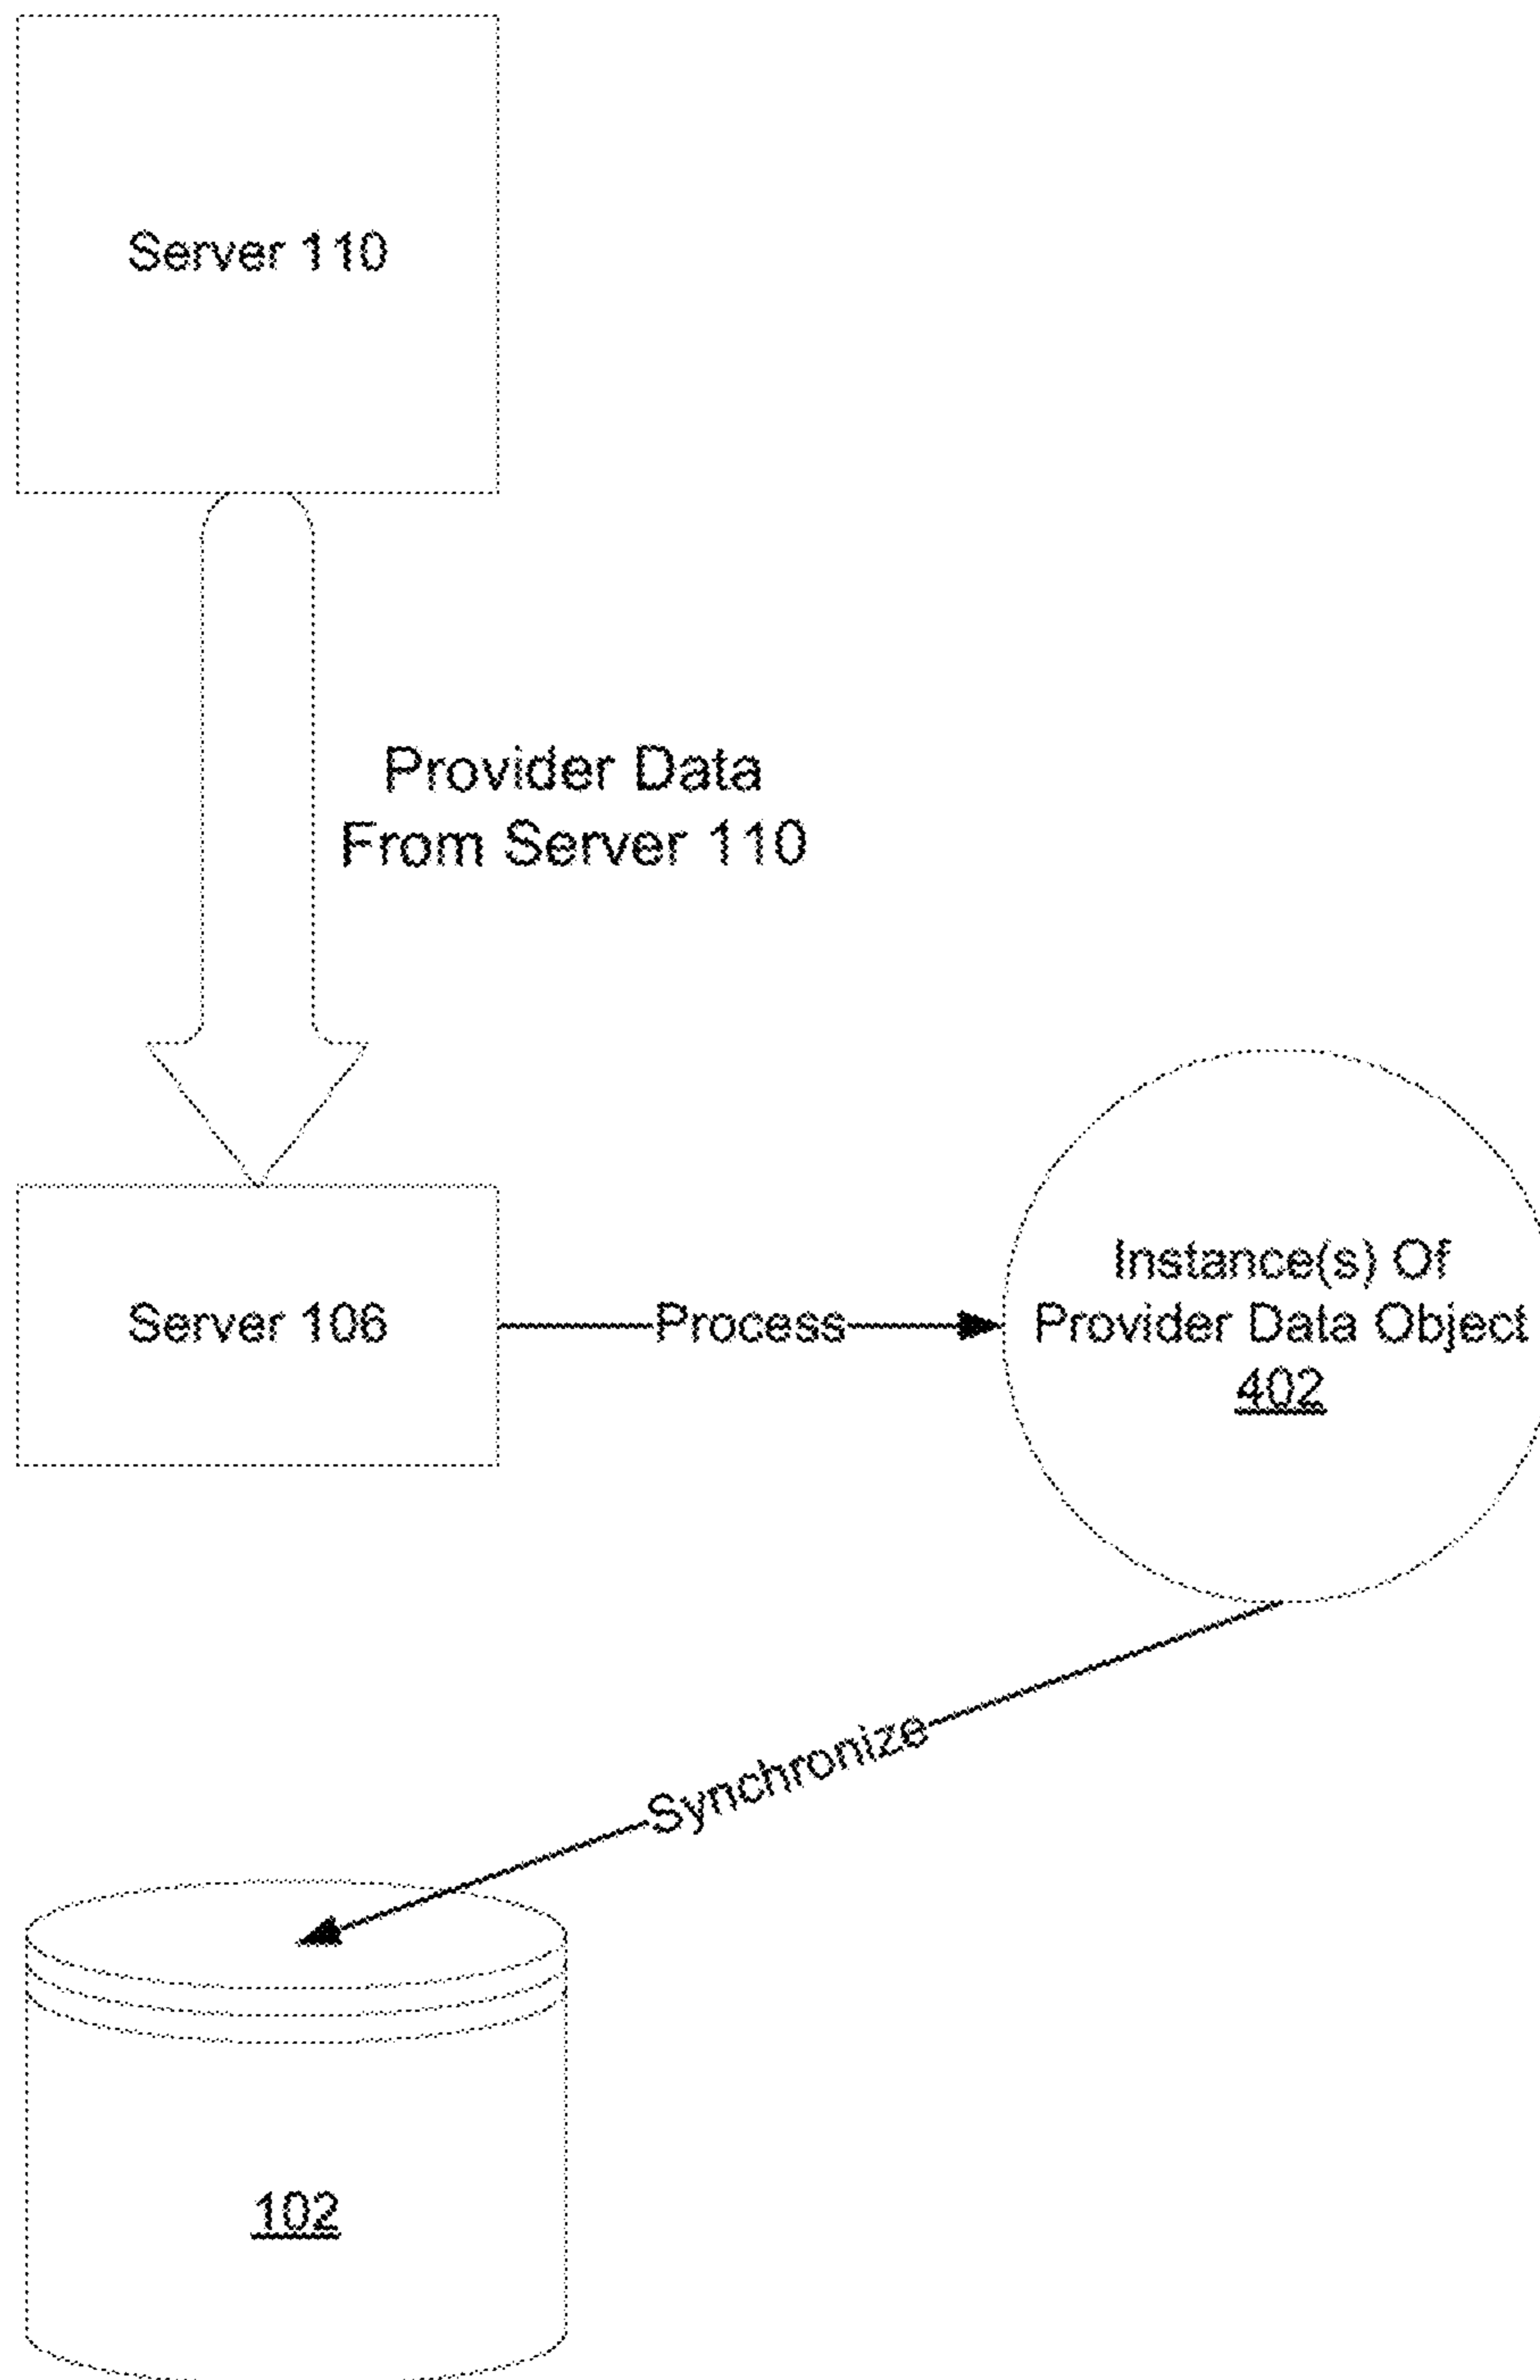 Server 110
Provider Data
From Server 110
Server 106
Process
Instance(s) Of
Provider Data Object
402
Synchronize
102